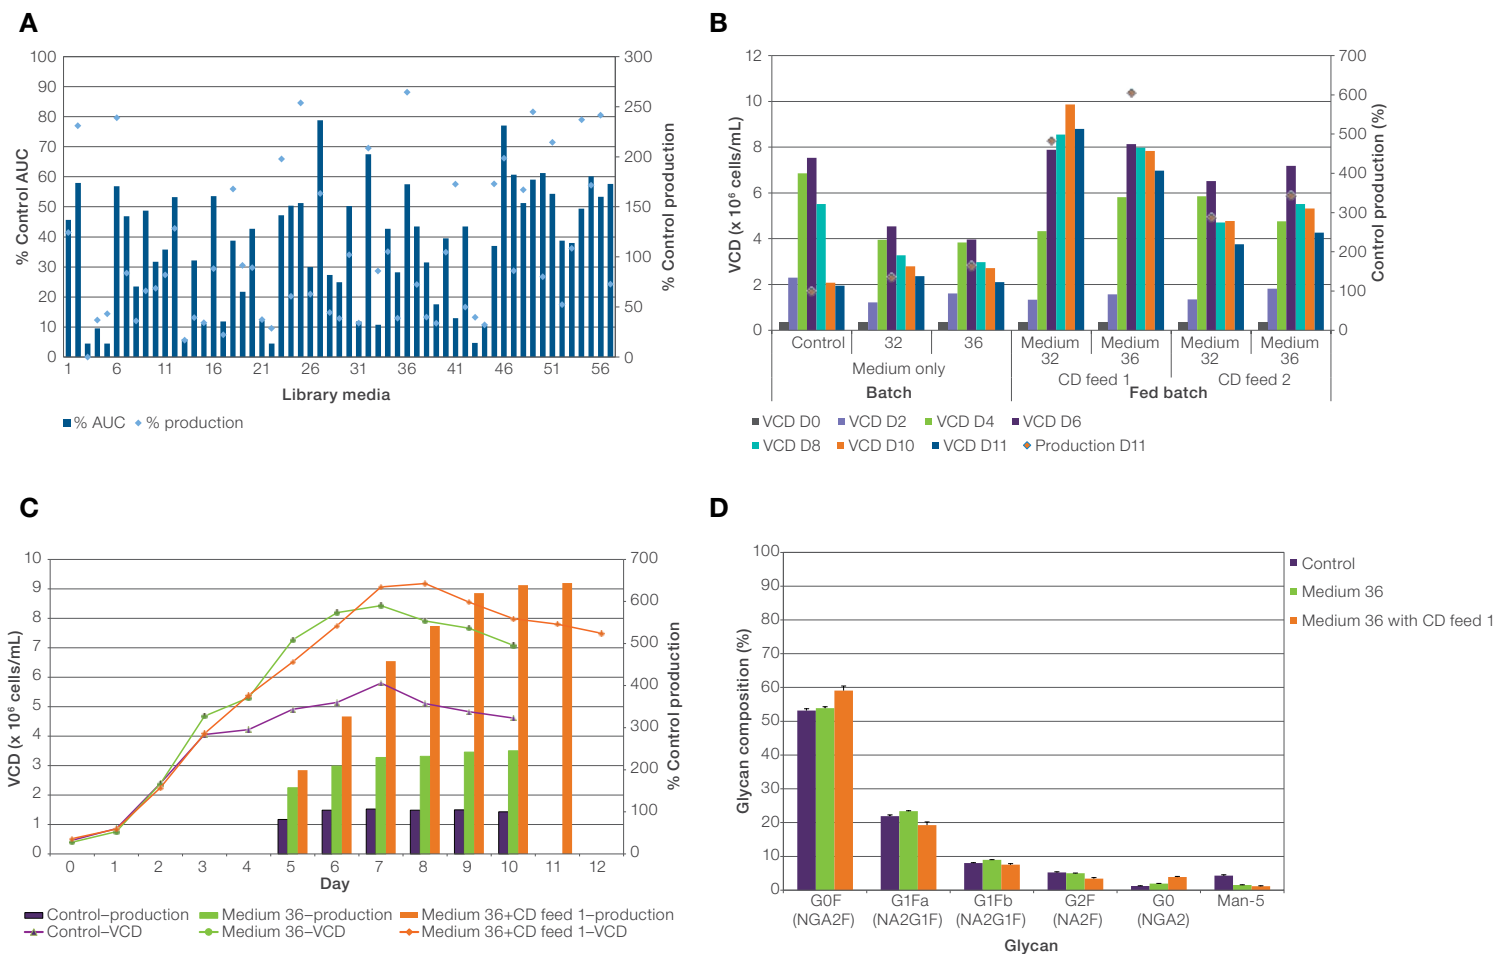 A
100
90
80
70
60
50
40
30
20
10
0
% Control AUC
300
250
200
150
100
50
0
% Control production
1 6 11 16 21 26 31 36 41 46 51 56
Library media
% AUC % production
B
12
10
8
6
4
2
0
VCD (x 10⁶ cells/mL)
700
600
500
400
300
200
100
0
Control production (%)
Control 32 36 Medium 32 Medium 36 Medium 32 Medium 36
Medium only CD feed 1 CD feed 2
Batch Fed batch
VCD D0 VCD D2 VCD D4 VCD D6
VCD D8 VCD D10 VCD D11 Production D11
C
10
9
8
7
6
5
4
3
2
1
0
VCD (x 10⁶ cells/mL)
700
600
500
400
300
200
100
0
% Control production
0 1 2 3 4 5 6 7 8 9 10 11 12
Day
Control–production Medium 36–production Medium 36+CD feed 1–production
Control–VCD Medium 36–VCD Medium 36+CD feed 1–VCD
D
100
90
80
70
60
50
40
30
20
10
0
Glycan composition (%)
G0F G1Fa G1Fb G2F G0 Man-5
(NGA2F) (NA2G1F) (NA2G1F) (NA2F) (NGA2)
Glycan
Control
Medium 36
Medium 36 with CD feed 1